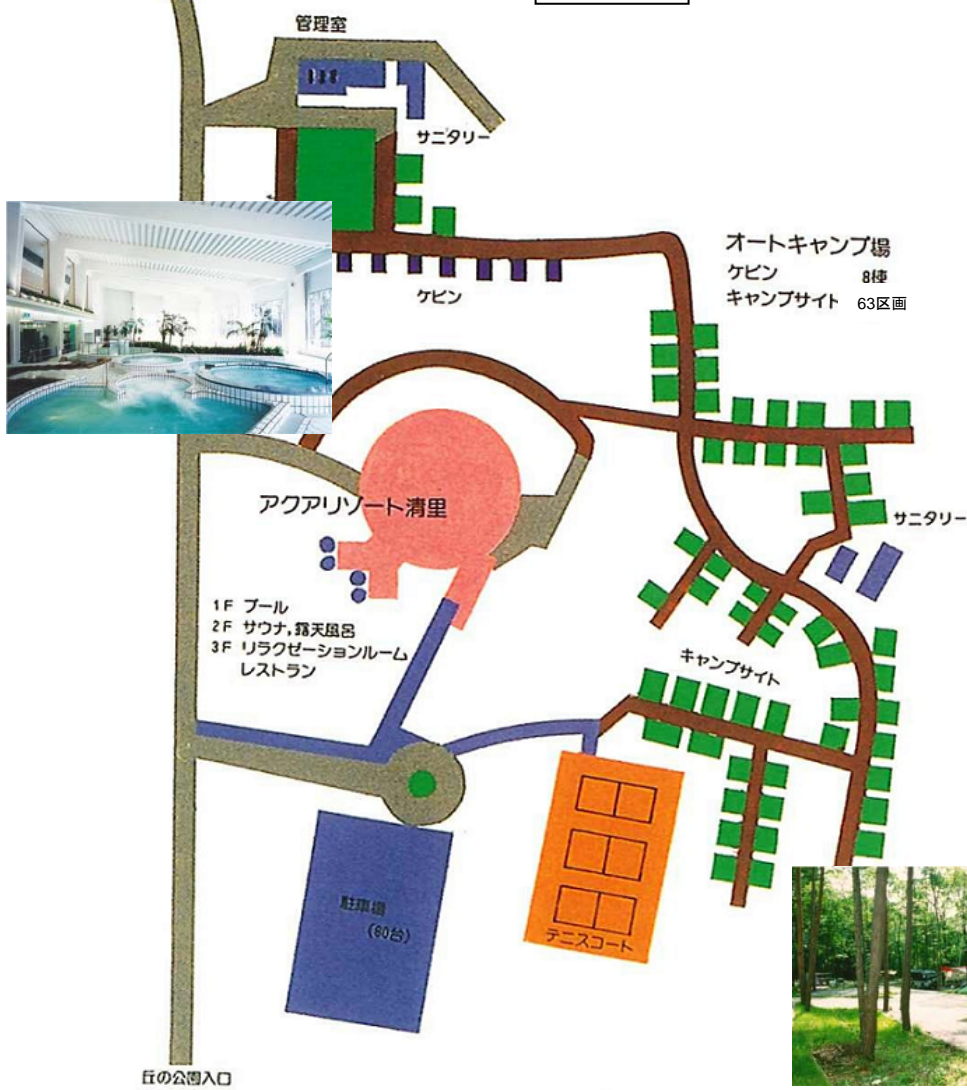 管理室
サニタリー
オートキャンプ場
ケビン 8棟
キャンプサイト 63区画
ケビン
アクアリゾート清里
サニタリー
1F プール
2F サウナ,露天風呂
3F リラクゼーションルーム
レストラン
キャンプサイト
駐車場
(80台)
テニスコート
丘の公園入口